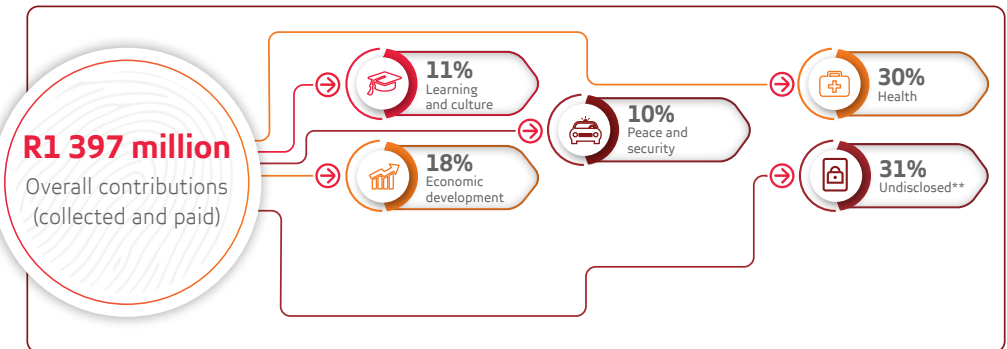 R1 397 million
Overall contributions
(collected and paid)
11%
Learning
and culture
18%
Economic
development
10%
Peace and
security
30%
Health
31%
Undisclosed**